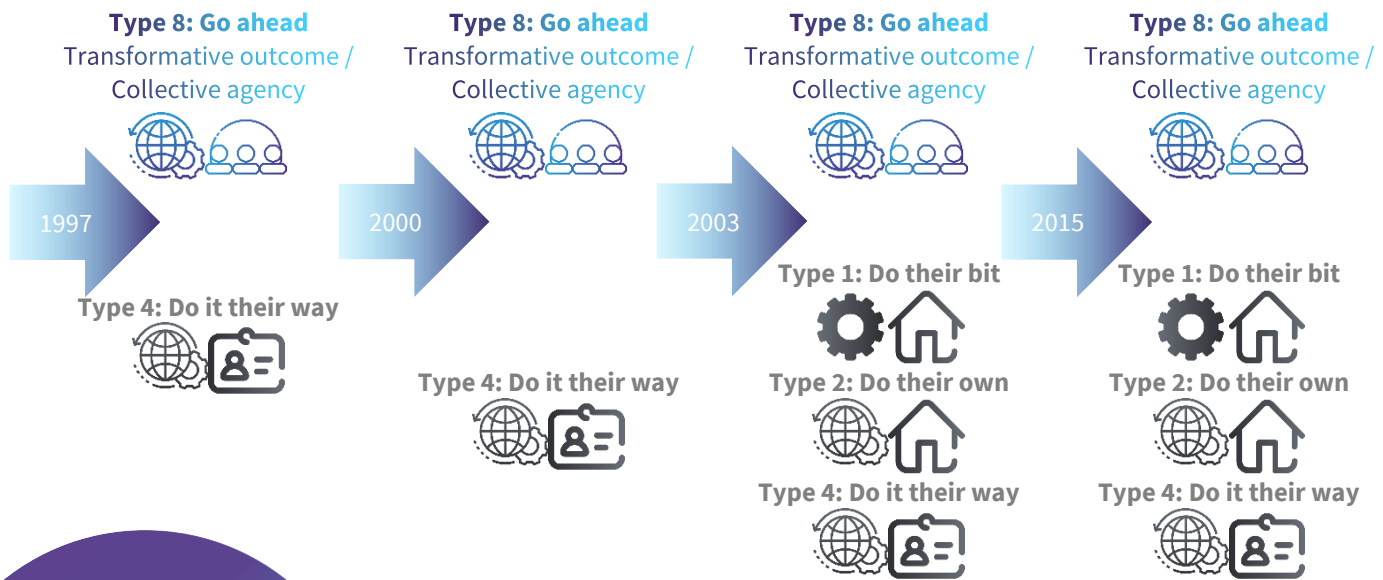 Type 8: Go ahead
Transformative outcome /
Collective agency
1997
Type 4: Do it their way
Type 8: Go ahead
Transformative outcome /
Collective agency
2000
Type 4: Do it their way
Type 8: Go ahead
Transformative outcome /
Collective agency
2003
Type 1: Do their bit
Type 2: Do their own
Type 4: Do it their way
Type 8: Go ahead
Transformative outcome /
Collective agency
2015
Type 1: Do their bit
Type 2: Do their own
Type 4: Do it their way